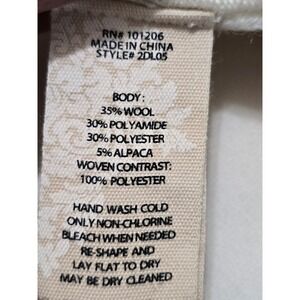 RN# 101206
MADE IN CHINA
STYLE# 2DL05
BODY:
35% WOOL
30% POLYAMIDE
30% POLYESTER
5% ALPACA
WOVEN CONTRAST:
100% POLYESTER
HAND WASH COLD
ONLY NON-CHLORINE
BLEACH WHEN NEEDED
RE-SHAPE AND
LAY FLAT TO DRY
MAY BE DRY CLEANED